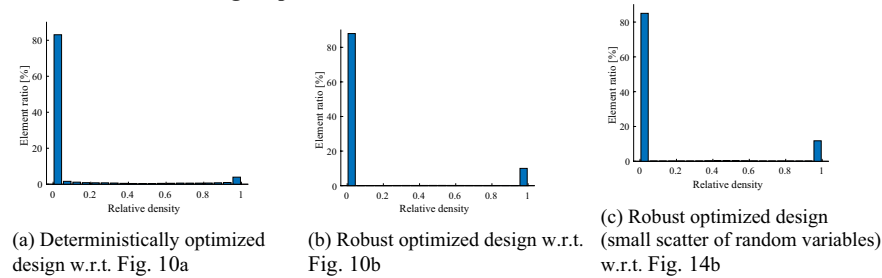 80
60
40
20
0
Element ratio [%]
0 0.2 0.4 0.6 0.8 1
Relative density
(a) Deterministically optimized
design w.r.t. Fig. 10a
80
60
40
20
0
Element ratio [%]
0 0.2 0.4 0.6 0.8 1
Relative density
(b) Robust optimized design w.r.t.
Fig. 10b
80
60
40
20
0
Element ratio [%]
0 0.2 0.4 0.6 0.8 1
Relative density
(c) Robust optimized design
(small scatter of random variables)
w.r.t. Fig. 14b